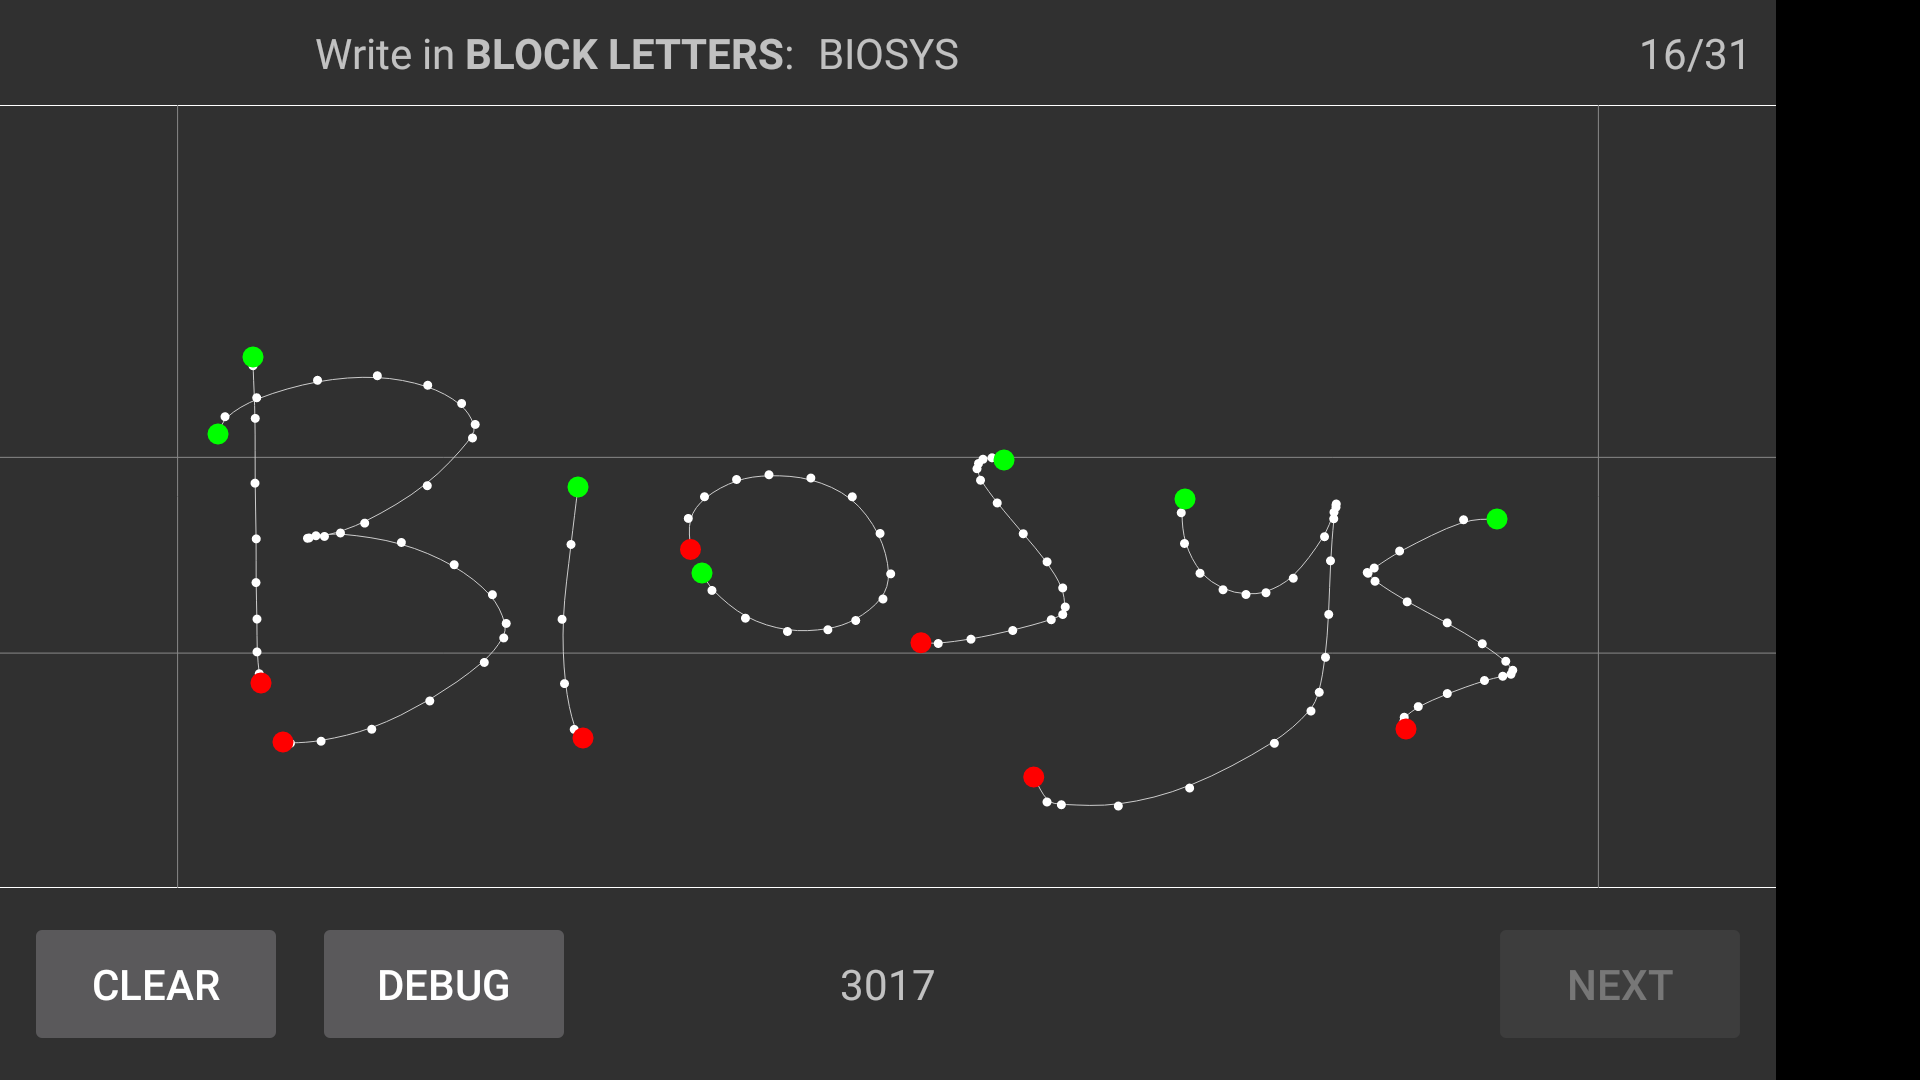 Write in BLOCK LETTERS: BIOSYS 16/31
BIOSYS
CLEAR DEBUG 3017 NEXT